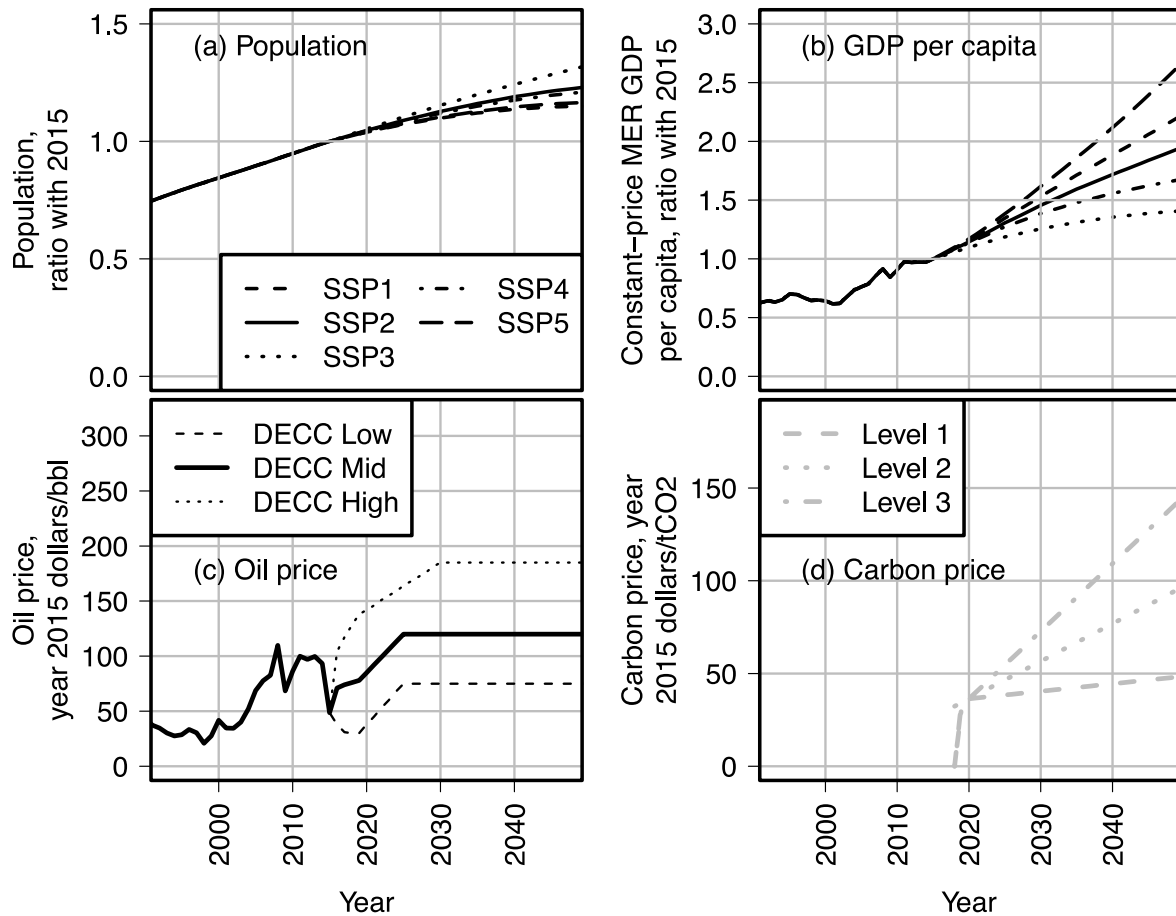 (a) Population
Population,
ratio with 2015
1.5
1.0
0.5
0.0
SSP1
SSP2
SSP3
SSP4
SSP5
(b) GDP per capita
Constant−price MER GDP
per capita, ratio with 2015
3.0
2.5
2.0
1.5
1.0
0.5
0.0
DECC Low
DECC Mid
DECC High
(c) Oil price
Oil price,
year 2015 dollars/bbl
300
250
200
150
100
50
0
2000
2010
2020
2030
2040
Year
Level 1
Level 2
Level 3
(d) Carbon price
Carbon price, year
2015 dollars/tCO2
150
100
50
0
2000
2010
2020
2030
2040
Year